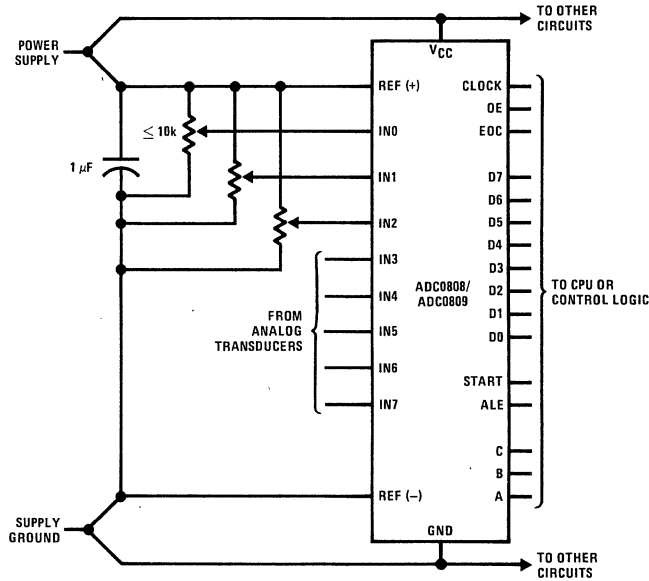 TO OTHER
CIRCUITS
POWER
SUPPLY
VCC
REF (+)
CLOCK
OE
≤ 10k
IN0
EOC
1 μF
IN1
D7
D6
IN2
D5
D4
IN3
D3
ADC0808/
ADC0809
TO CPU OR
CONTROL LOGIC
IN4
D2
FROM
ANALOG
TRANSDUCERS
IN5
D1
D0
IN6
START
IN7
ALE
C
B
REF (–)
A
SUPPLY
GROUND
GND
TO OTHER
CIRCUITS